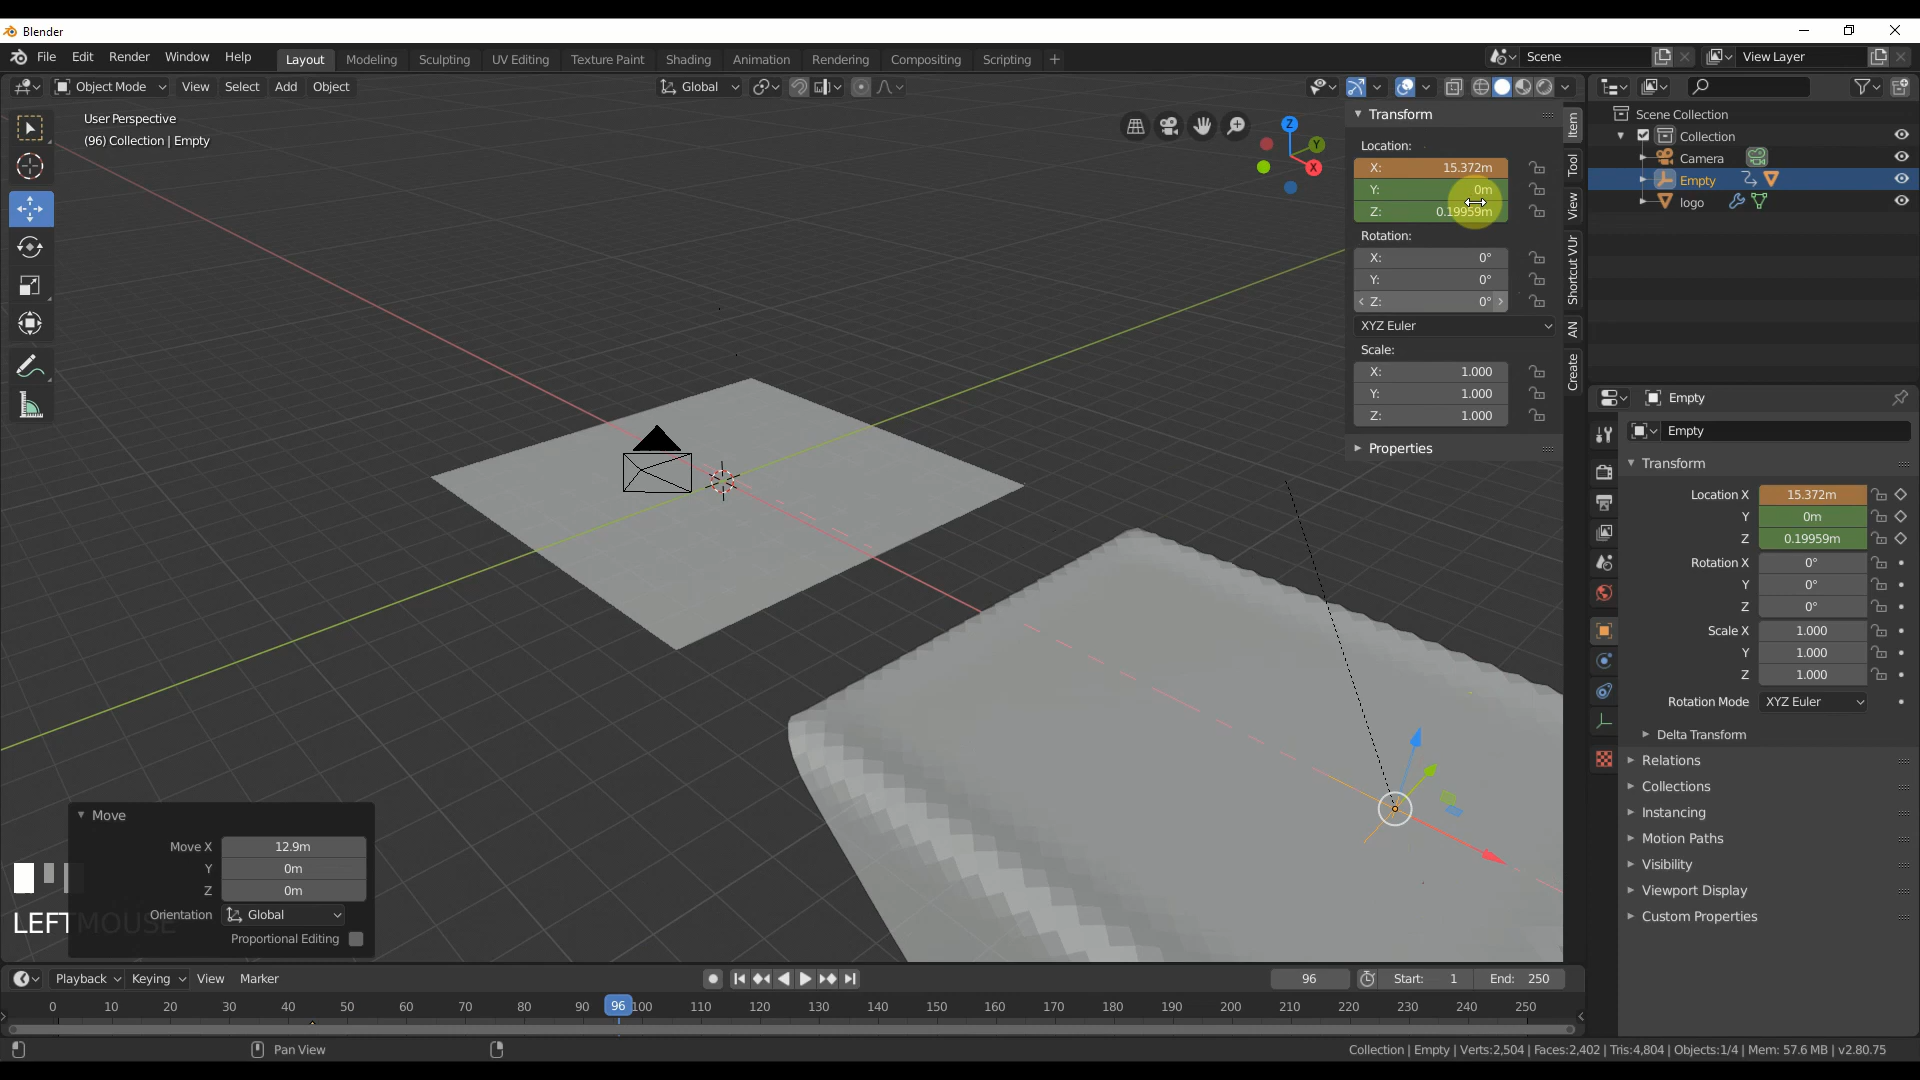 Blender
File Edit Render Window Help Layout Modeling Sculpting UV Editing Texture Paint Shading Animation Rendering Compositing Scripting + Scene View Layer
Object Mode View Select Add Object Global
User Perspective
(96) Collection | Empty
Z
Y
X
Transform
Location:
X: 15.372m
Y: 0m
Z: 0.19959m
Rotation:
X: 0°
Y: 0°
Z: 0°
XYZ Euler
Scale:
X: 1.000
Y: 1.000
Z: 1.000
Properties
Item
Tool
View
Shortcut VUr
AN
Create
Scene Collection
Collection
Camera
Empty
logo
Empty
Empty
Transform
Location X 15.372m
Y 0m
Z 0.19959m
Rotation X 0°
Y 0°
Z 0°
Scale X 1.000
Y 1.000
Z 1.000
Rotation Mode XYZ Euler
Delta Transform
Relations
Collections
Instancing
Motion Paths
Visibility
Viewport Display
Custom Properties
Move
Move X 12.9m
Y 0m
Z 0m
Orientation Global
Proportional Editing
LEFTMOUSE
Playback Keying View Marker 96 Start: 1 End: 250
0 10 20 30 40 50 60 70 80 90 96 100 110 120 130 140 150 160 170 180 190 200 210 220 230 240 250
Pan View
Collection | Empty | Verts:2,504 | Faces:2,402 | Tris:4,804 | Objects:1/4 | Mem: 57.6 MB | v2.80.75